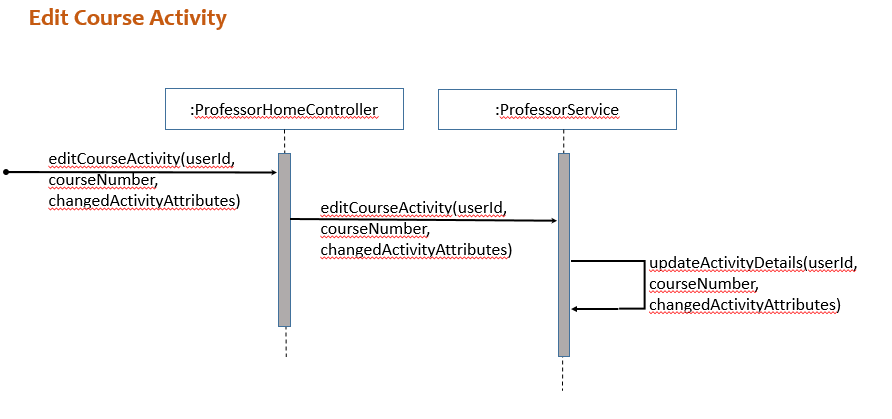 Edit Course Activity
:ProfessorHomeController
:ProfessorService
editCourseActivity(userId,
courseNumber,
changedActivityAttributes)
editCourseActivity(userId,
courseNumber,
changedActivityAttributes)
updateActivityDetails(userId,
courseNumber,
changedActivityAttributes)